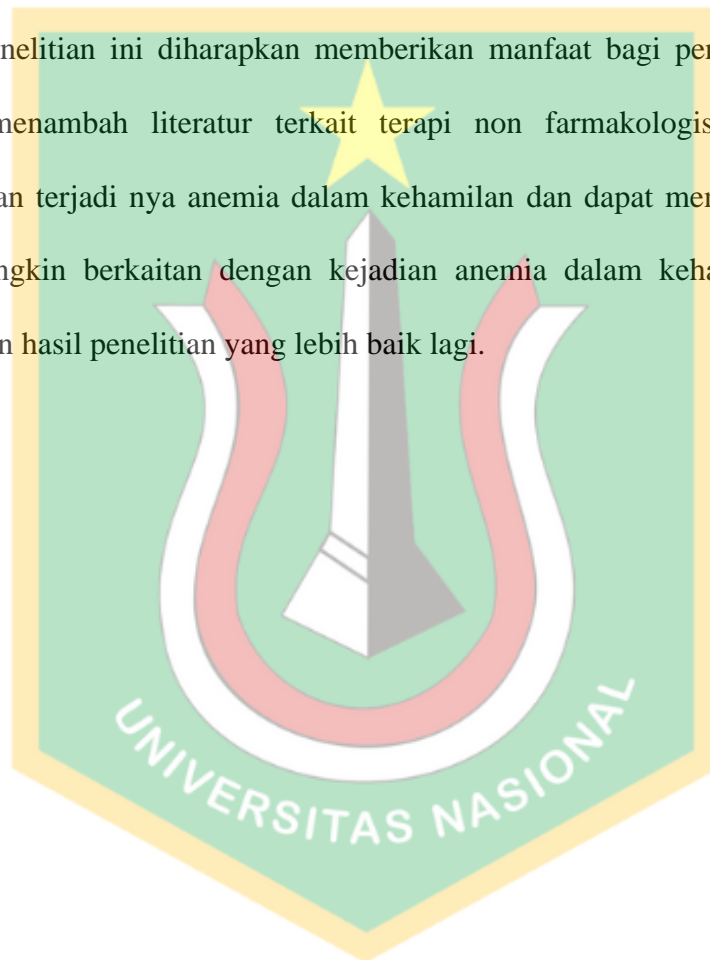 nelitian ini diharapkan memberikan manfaat bagi per
menambah literatur terkait terapi non farmakologis
an terjadi nya anemia dalam kehamilan dan dapat mer
ngkin berkaitan dengan kejadian anemia dalam keha
n hasil penelitian yang lebih baik lagi.
UNIVERSITAS NASIONAL